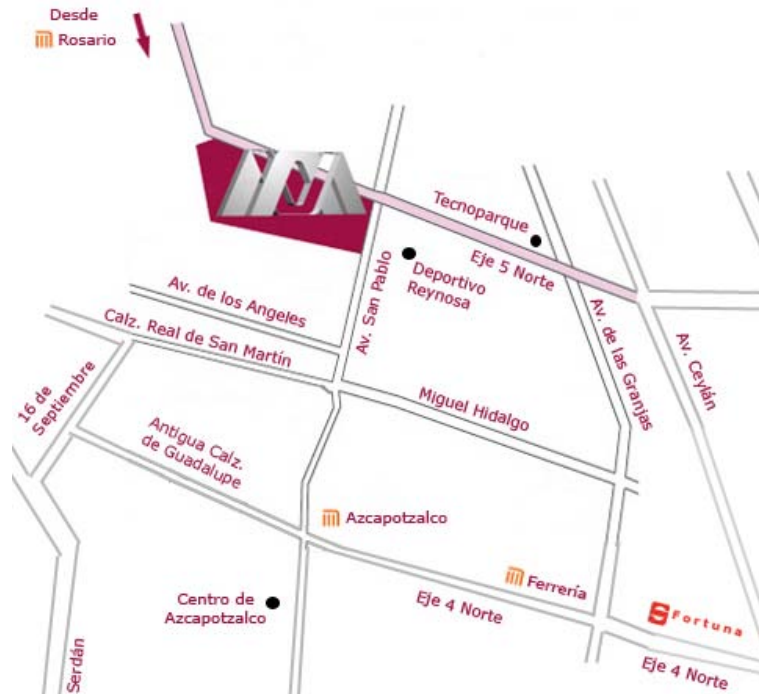 Desde
Rosario
Tecnoparque
Eje 5 Norte
Deportivo
Reynosa
Av. San Pablo
Av. de los Angeles
Calz. Real de San Martín
Av. de las Granjas
Av. Ceylán
Miguel Hidalgo
16 de
Septiembre
Antigua Calz.
de Guadalupe
Azcapotzalco
Ferrería
Centro de
Azcapotzalco
Eje 4 Norte
Fortuna
Eje 4 Norte
Serdán